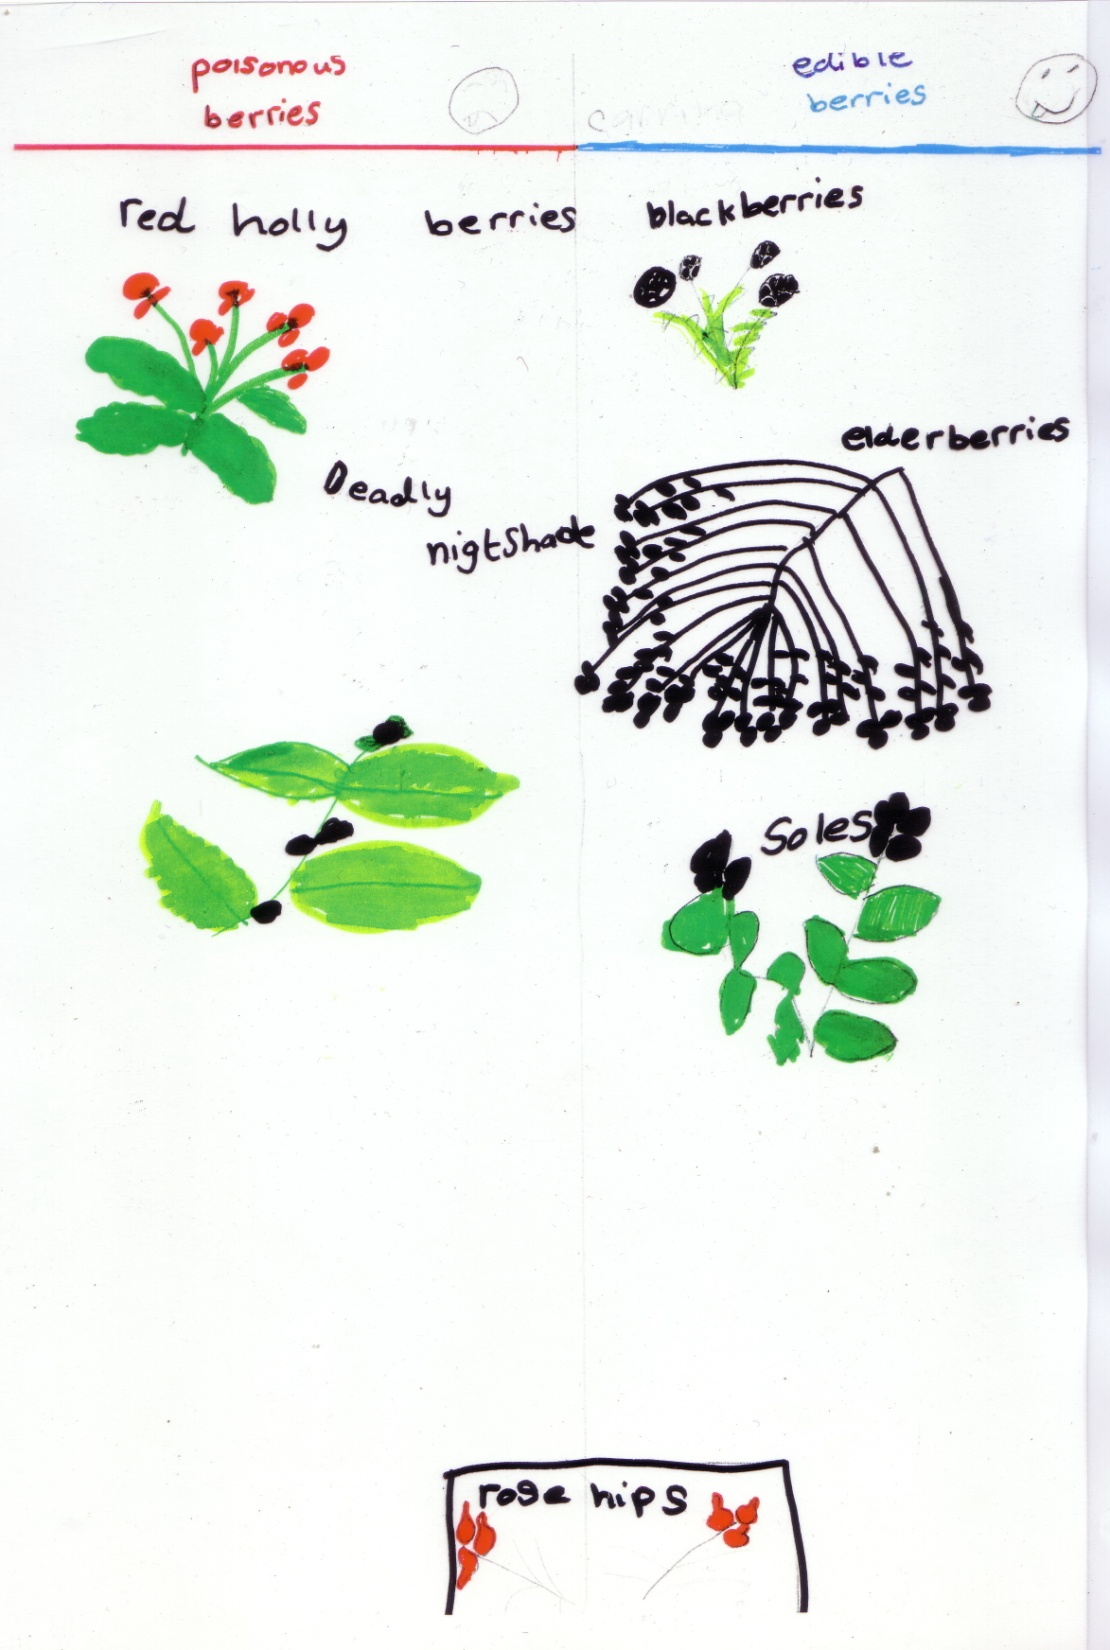 poisonous
berries
edible
berries
red holly berries
blackberries
elderberries
Deadly
nigtShade
Soles
rose hips